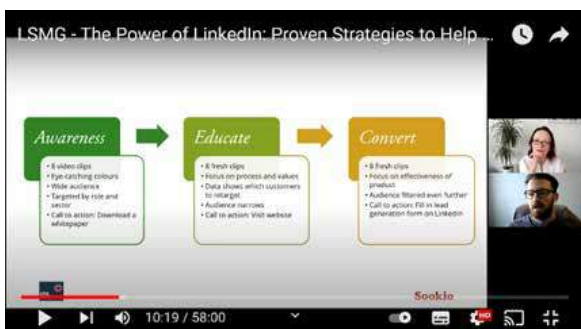 LSMG - The Power of LinkedIn: Proven Strategies to Help ...
Awareness
• 8 video clips
• Eye-catching colours
• Wide audience
• Targeted by role and
sector
• Call to action: Download a
whitepaper
Educate
• 8 fresh clips
• Focus on process and values
• Data shows which customers
to retarget
• Audience narrows
• Call to action: Visit website
Convert
• 8 fresh clips
• Focus on effectiveness of
product
• Audience filtered even further
• Call to action: Fill in lead
generation form on LinkedIn
Sookio
10:19 / 58:00
HD